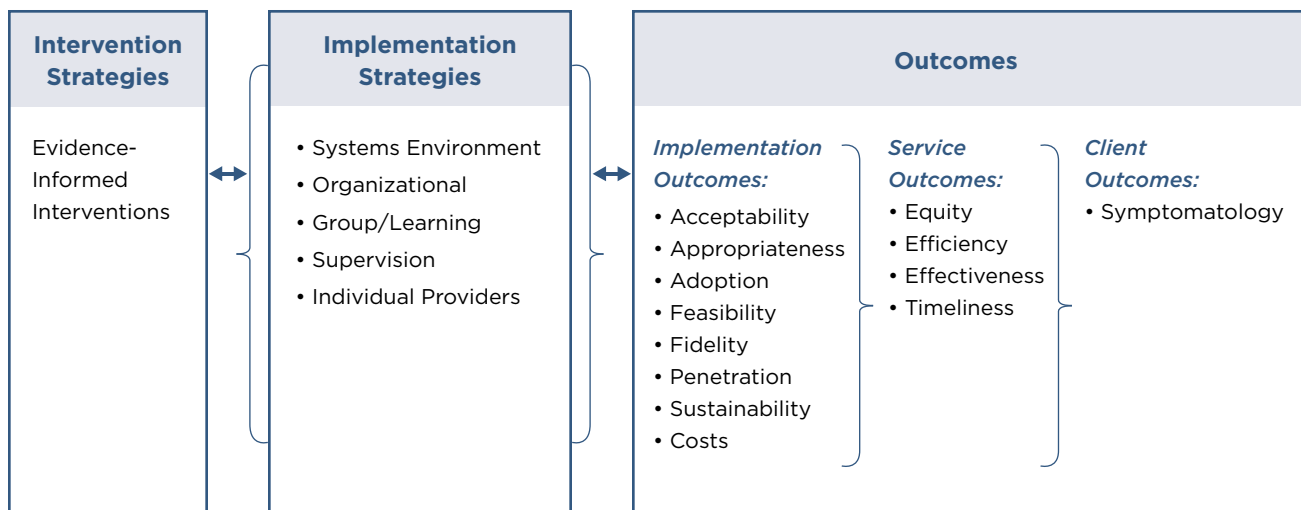 Intervention
Strategies
Evidence-
Informed
Interventions
Implementation
Strategies
• Systems Environment
• Organizational
• Group/Learning
• Supervision
• Individual Providers
Outcomes
Implementation
Outcomes:
• Acceptability
• Appropriateness
• Adoption
• Feasibility
• Fidelity
• Penetration
• Sustainability
• Costs
Service
Outcomes:
• Equity
• Efficiency
• Effectiveness
• Timeliness
Client
Outcomes:
• Symptomatology